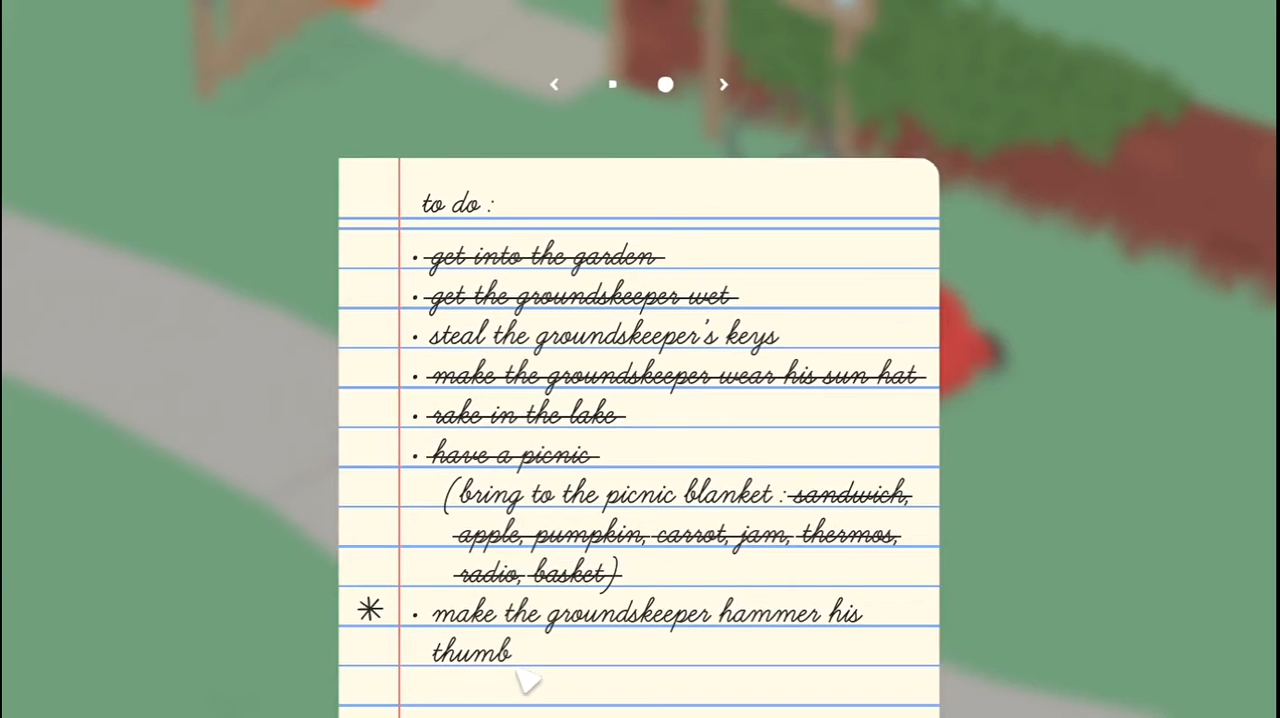 to do :
• get into the garden
• get the groundskeeper wet
• steal the groundskeeper's keys
• make the groundskeeper wear his sun hat
• rake in the lake
• have a picnic
(bring to the picnic blanket : sandwich,
apple, pumpkin, carrot, jam, thermos,
radio, basket)
• make the groundskeeper hammer his
thumb